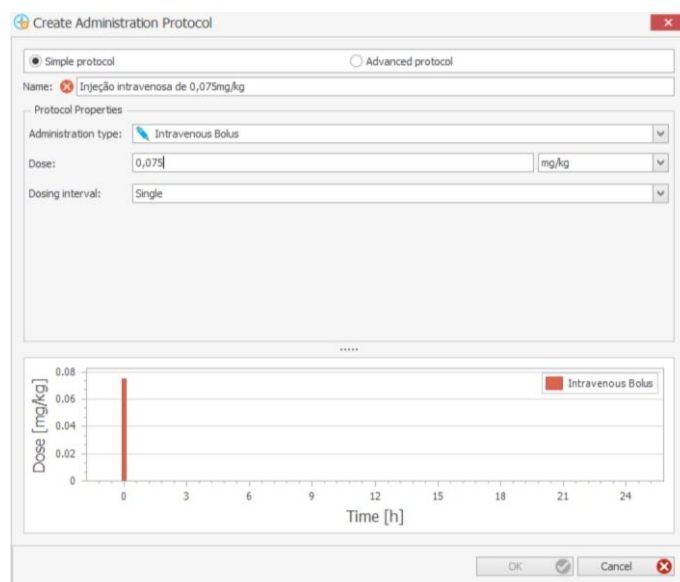 Create Administration Protocol
Simple protocol Advanced protocol
Name: Injeção intravenosa de 0,075mg/kg
Protocol Properties
Administration type: Intravenous Bolus
Dose: 0,075 mg/kg
Dosing interval: Single
Dose [mg/kg]
0.08
0.06
0.04
0.02
0
Intravenous Bolus
0 3 6 9 12 15 18 21 24
Time [h]
OK Cancel